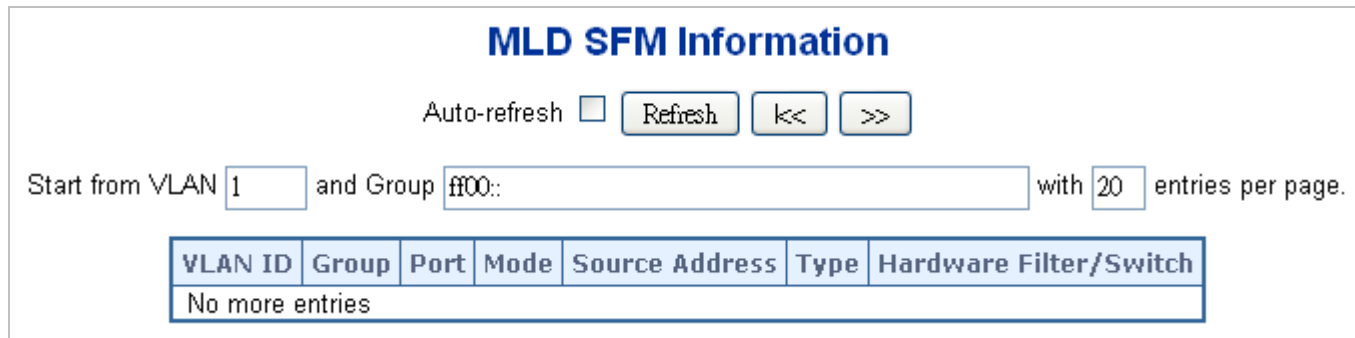 MLD SFM Information
Auto-refresh Refresh |<< >>
Start from VLAN 1 and Group ff00:: with 20 entries per page.
VLAN ID Group Port Mode Source Address Type Hardware Filter/Switch
No more entries